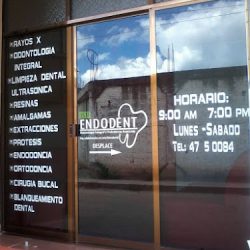 RAYOS X
ODONTOLOGIA
INTEGRAL
LIMPIEZA DENTAL
ULTRASONICA
RESINAS
AMALGAMAS
EXTRACCIONES
PROTESIS
ENDODONCIA
ORTODONCIA
CIRUGIA BUCAL
BLANQUEAMIENTO
DENTAL
ENDODENT
DESPLACE
HORARIO:
9:00 AM 7:00 PM
LUNES -SABADO
TEL: 47 5 0084